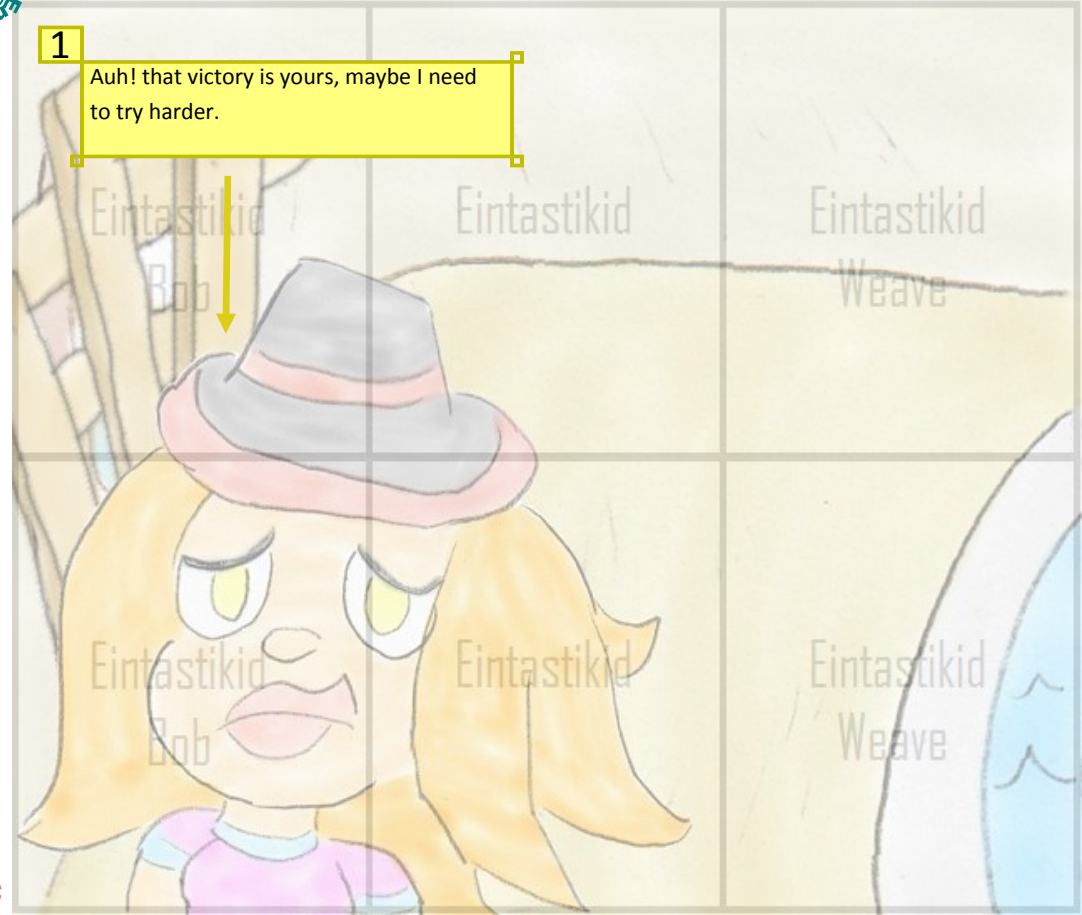 1
Auh! that victory is yours, maybe I need
to try harder.
Eintastikid Eintastikid Eintastikid
Bob Weave
Eintastikid Eintastikid Eintastikid
Bob Weave